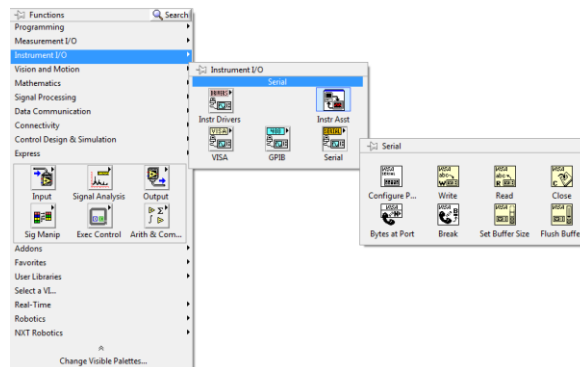 Functions
Search
Programming
Measurement I/O
Instrument I/O
Vision and Motion
Mathematics
Signal Processing
Data Communication
Connectivity
Control Design & Simulation
Express
Input Signal Analysis Output
Sig Manip Exec Control Arith & Com...
Addons
Favorites
User Libraries
Select a VI...
Real-Time
Robotics
NXT Robotics
Change Visible Palettes...
Instrument I/O
Serial
Instr Drivers Instr Asst
VISA GPIB Serial
Serial
Configure P... Write Read Close
Bytes at Port Break Set Buffer Size Flush Buffe